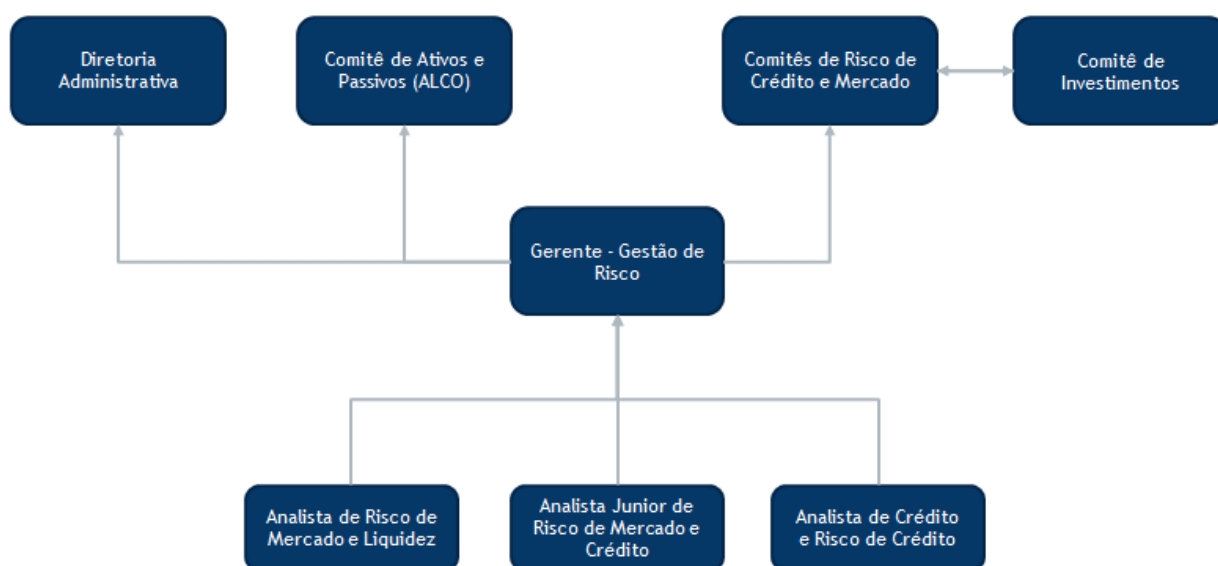 Diretoria
Administrativa
Comitê de Ativos e
Passivos (ALCO)
Comitês de Risco de
Crédito e Mercado
Comitê de
Investimentos
Gerente - Gestão de
Risco
Analista de Risco de
Mercado e Liquidez
Analista Junior de
Risco de Mercado e
Crédito
Analista de Crédito
e Risco de Crédito